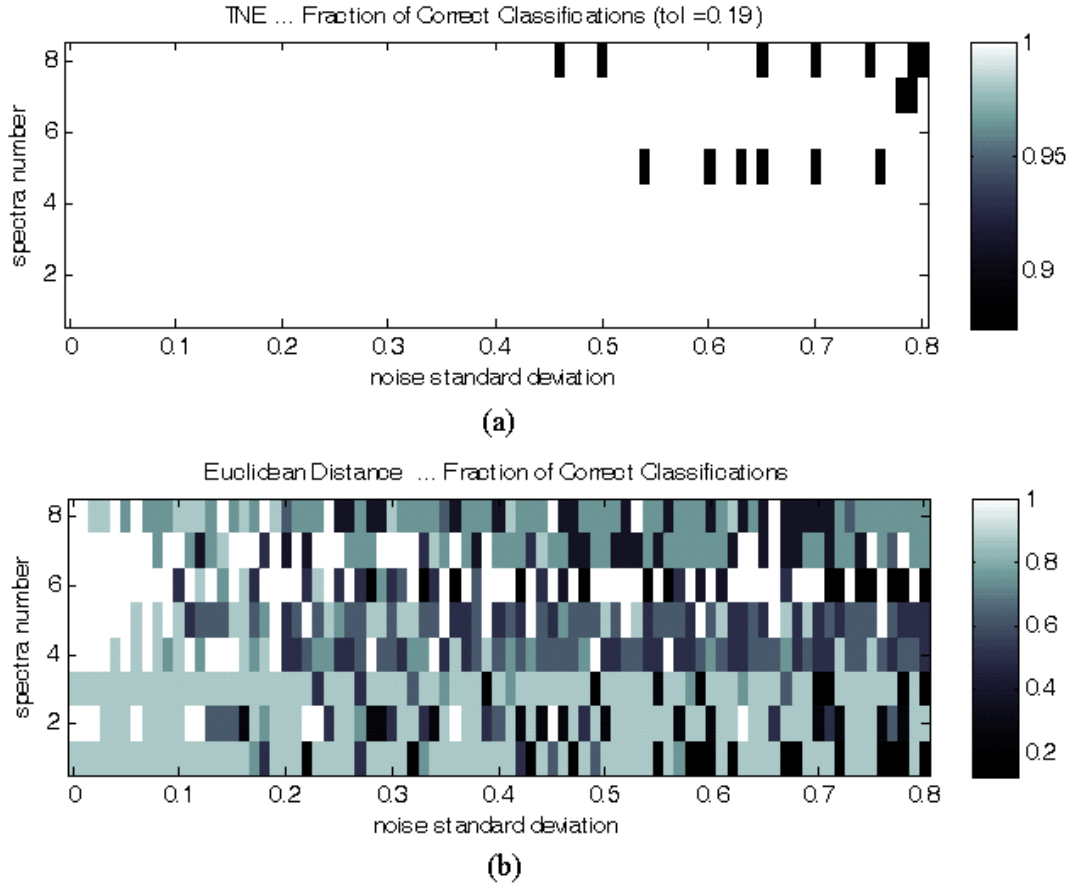 TNE ... Fraction of Correct Classifications (tol =0.19)
8
6
4
2
spectra number
0 0.1 0.2 0.3 0.4 0.5 0.6 0.7 0.8
noise standard deviation
1
0.95
0.9
(a)
Euclidean Distance ... Fraction of Correct Classifications
8
6
4
2
spectra number
0 0.1 0.2 0.3 0.4 0.5 0.6 0.7 0.8
noise standard deviation
1
0.8
0.6
0.4
0.2
(b)